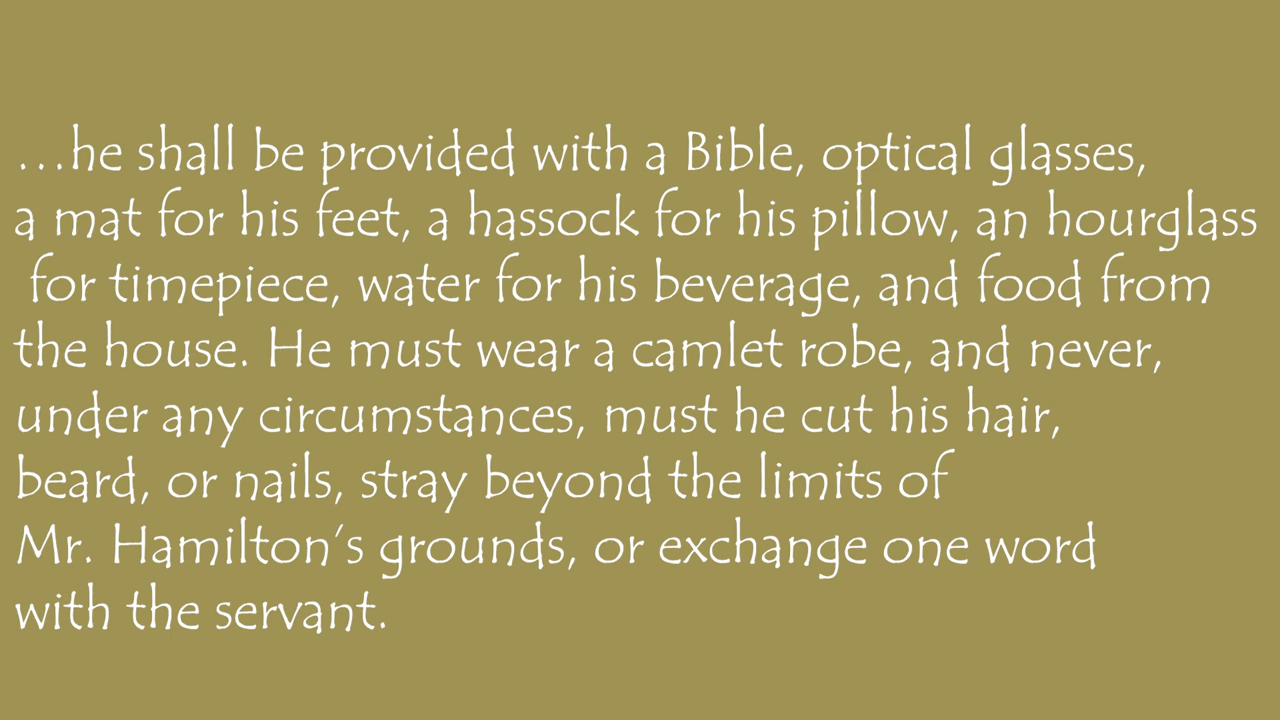 …he shall be provided with a Bible, optical glasses,
a mat for his feet, a hassock for his pillow, an hourglass
for timepiece, water for his beverage, and food from
the house. He must wear a camlet robe, and never,
under any circumstances, must he cut his hair,
beard, or nails, stray beyond the limits of
Mr. Hamilton’s grounds, or exchange one word
with the servant.